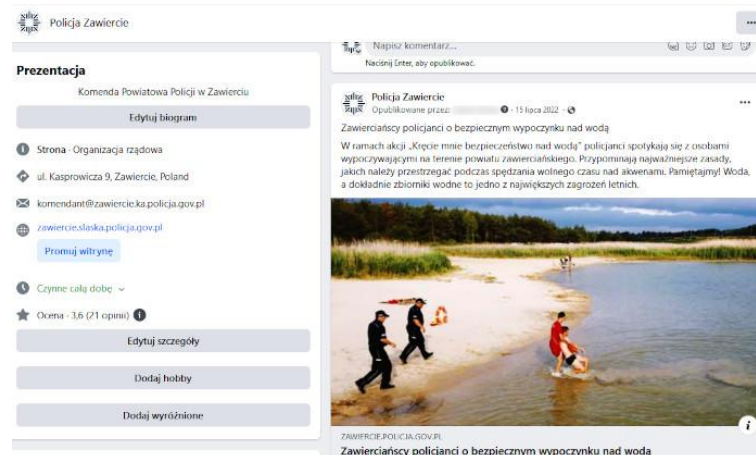 Policja Zawiercie
Prezentacja
Komenda Powiatowa Policji w Zawierciu
Edytuj biogram
Strona · Organizacja rządowa
ul. Kasprowicza 9, Zawiercie, Poland
komendant@zawiercie.ka.policja.gov.pl
zawiercie.slaska.policja.gov.pl
Promuj witrynę
Czynne całą dobę
Ocena · 3,6 (21 opinii)
Edytuj szczegóły
Dodaj hobby
Dodaj wyróżnione
Napisz komentarz...
Naciśnij Enter, aby opublikować.
Policja Zawiercie
Opublikowane przez · 15 lipca 2022 ·
Zawierciańscy policjanci o bezpiecznym wypoczynku nad wodą
W ramach akcji „Kręcie mnie bezpieczeństwo nad wodą” policjanci spotykają się z osobami
wypoczywającymi na terenie powiatu zawierciańskiego. Przypominają najważniejsze zasady,
jakich należy przestrzegać podczas spędzania wolnego czasu nad akwenami. Pamiętajmy! Woda,
a dokładnie zbiorniki wodne to jedno z największych zagrożeń letnich.
ZAWIERCIE.POLICJA.GOV.PL
Zawierciańscy policjanci o bezpiecznym wypoczynku nad wodą